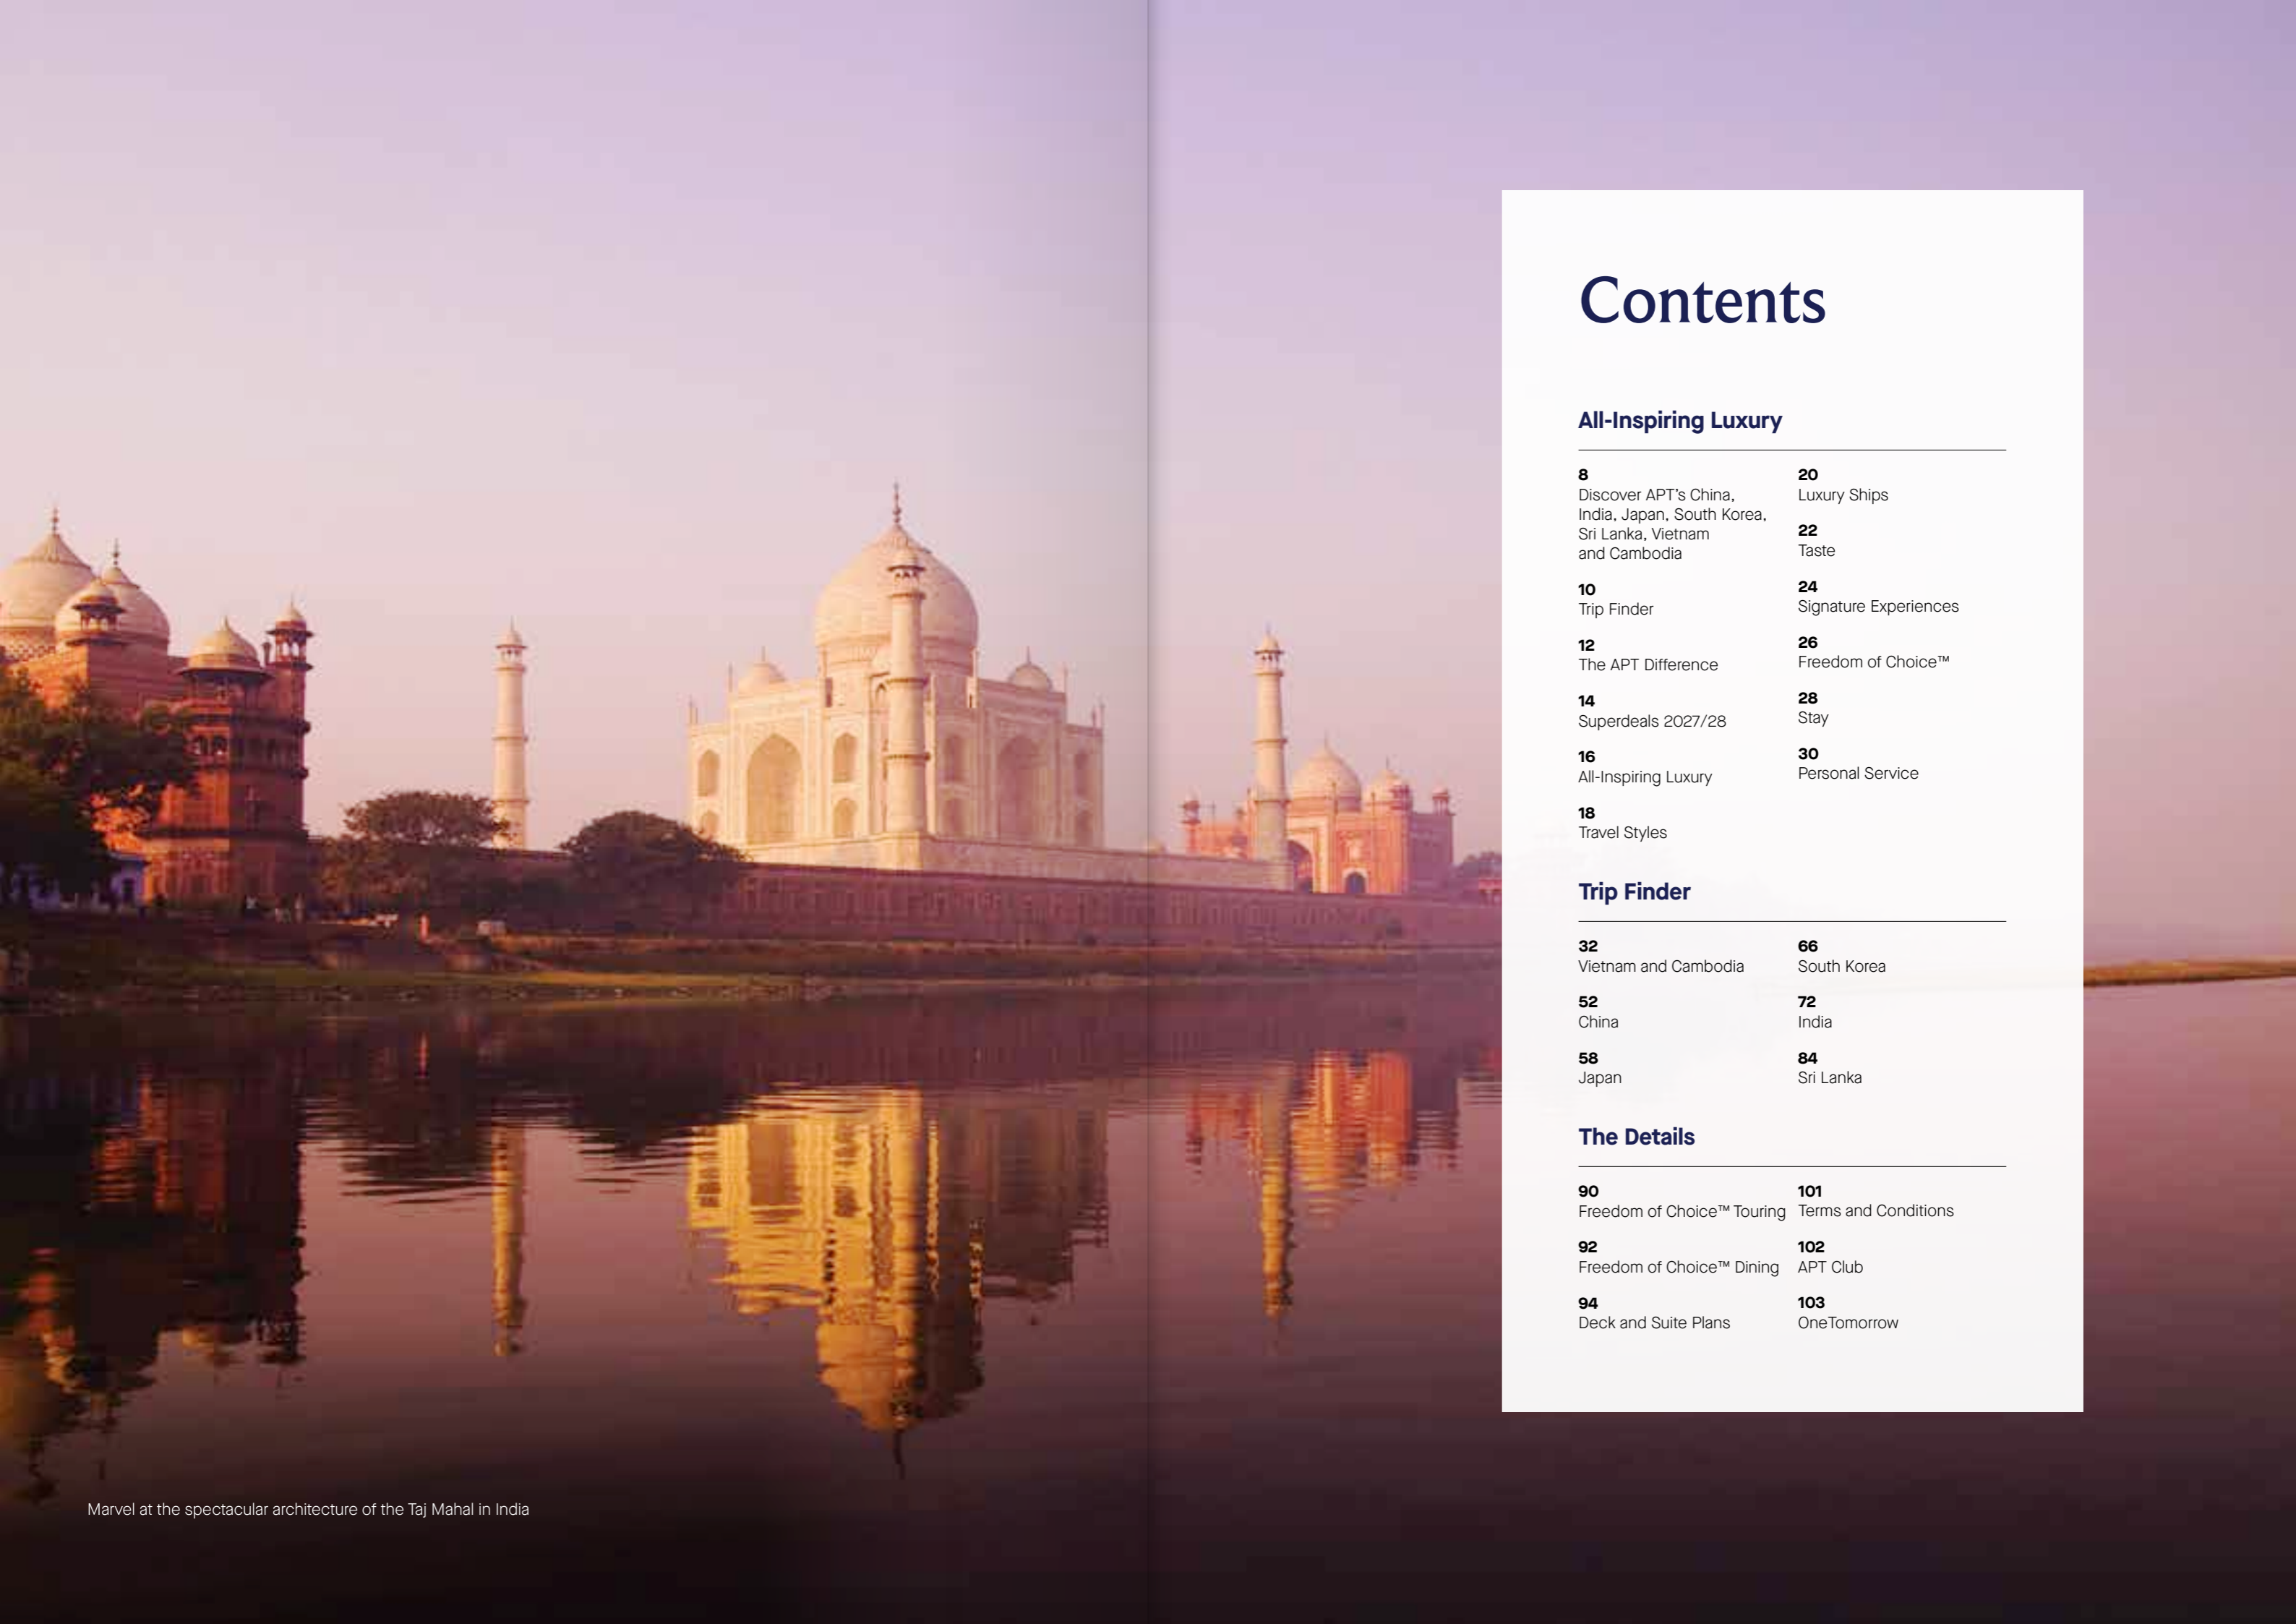 Contents
All-Inspiring Luxury
8
Discover APT's China,
India, Japan, South Korea,
Sri Lanka, Vietnam
and Cambodia
10
Trip Finder
12
The APT Difference
14
Superdeals 2027/28
16
All-Inspiring Luxury
18
Travel Styles
20
Luxury Ships
22
Taste
24
Signature Experiences
26
Freedom of Choice™
28
Stay
30
Personal Service
Trip Finder
32
Vietnam and Cambodia
52
China
58
Japan
66
South Korea
72
India
84
Sri Lanka
The Details
90
Freedom of Choice™ Touring
92
Freedom of Choice™ Dining
94
Deck and Suite Plans
101
Terms and Conditions
102
APT Club
103
OneTomorrow
Marvel at the spectacular architecture of the Taj Mahal in India